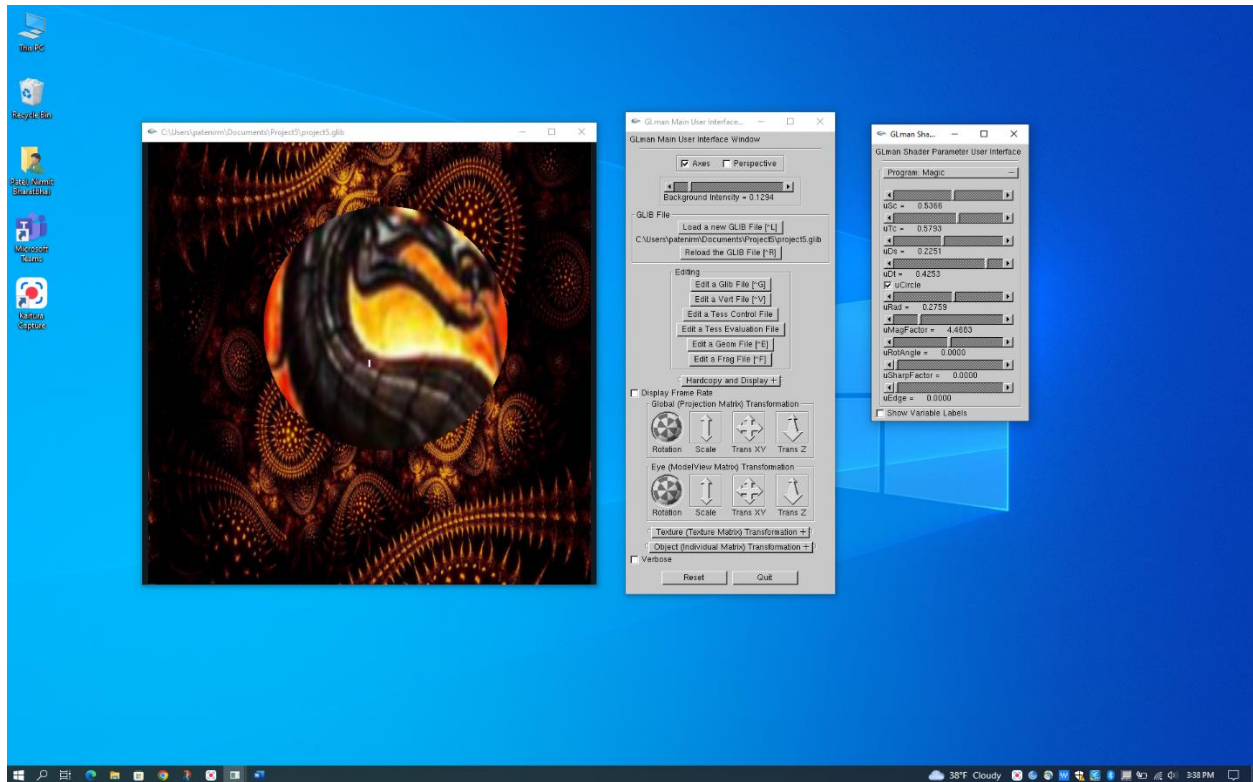 This PC
Recycle Bin
Patel, Nirmit
Bharatbhai
Microsoft
Teams
Kaltura
Capture
C:\Users\patenirm\Documents\Project5\project5.glib
GLman Main User Interface...
GLman Main User Interface Window
Axes Perspective
Background Intensity = 0.1294
GLIB File
Load a new GLIB File [^L]
C:\Users\patenirm\Documents\Project5\project5.glib
Reload the GLIB File [^R]
Editing
Edit a Glib File [^G]
Edit a Vert File [^V]
Edit a Tess Control File
Edit a Tess Evaluation File
Edit a Geom File [^E]
Edit a Frag File [^F]
Hardcopy and Display +
Display Frame Rate
Global (Projection Matrix) Transformation
Rotation Scale Trans XY Trans Z
Eye (ModelView Matrix) Transformation
Rotation Scale Trans XY Trans Z
Texture (Texture Matrix) Transformation +
Object (Individual Matrix) Transformation +
Verbose
Reset Quit
GLman Sha...
GLman Shader Parameter User Interface
Program: Magic
uSc = 0.5366
uTc = 0.5793
uDs = 0.2251
uDt = 0.4253
uCircle
uRad = 0.2759
uMagFactor = 4.4663
uRotAngle = 0.0000
uSharpFactor = 0.0000
uEdge = 0.0000
Show Variable Labels
38°F Cloudy 3:38 PM